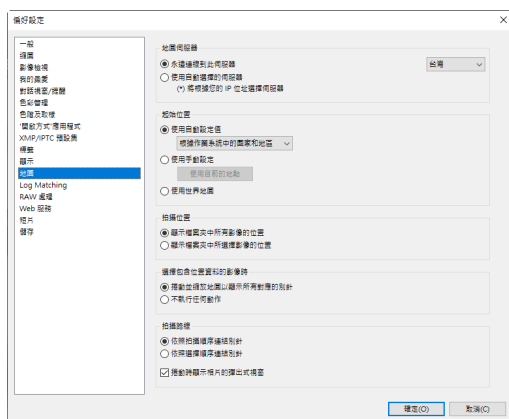 偏好設定
一般
縮圖
影像檢視
我的最愛
對話視窗/提醒
色彩管理
色階及取樣
'開啟方式'應用程式
XMP/IPTC 預設集
標籤
顯示
地圖
Log Matching
RAW 處理
Web 服務
短片
儲存
地圖伺服器
永遠連線到此伺服器
台灣
使用自動選擇的伺服器
(*) 將根據您的 IP 位址選擇伺服器
起始位置
使用自動設定值
根據作業系統中的國家和地區
使用手動設定
使用目前的地點
使用世界地圖
拍攝位置
顯示檔案夾中所有影像的位置
顯示檔案夾中所選擇影像的位置
選擇包含位置資料的影像時
捲動並縮放地圖以顯示所有對應的別針
不執行任何動作
拍攝路線
依照拍攝順序連結別針
依照選擇順序連結別針
捲動時顯示相片的彈出式視窗
確定(O)
取消(C)